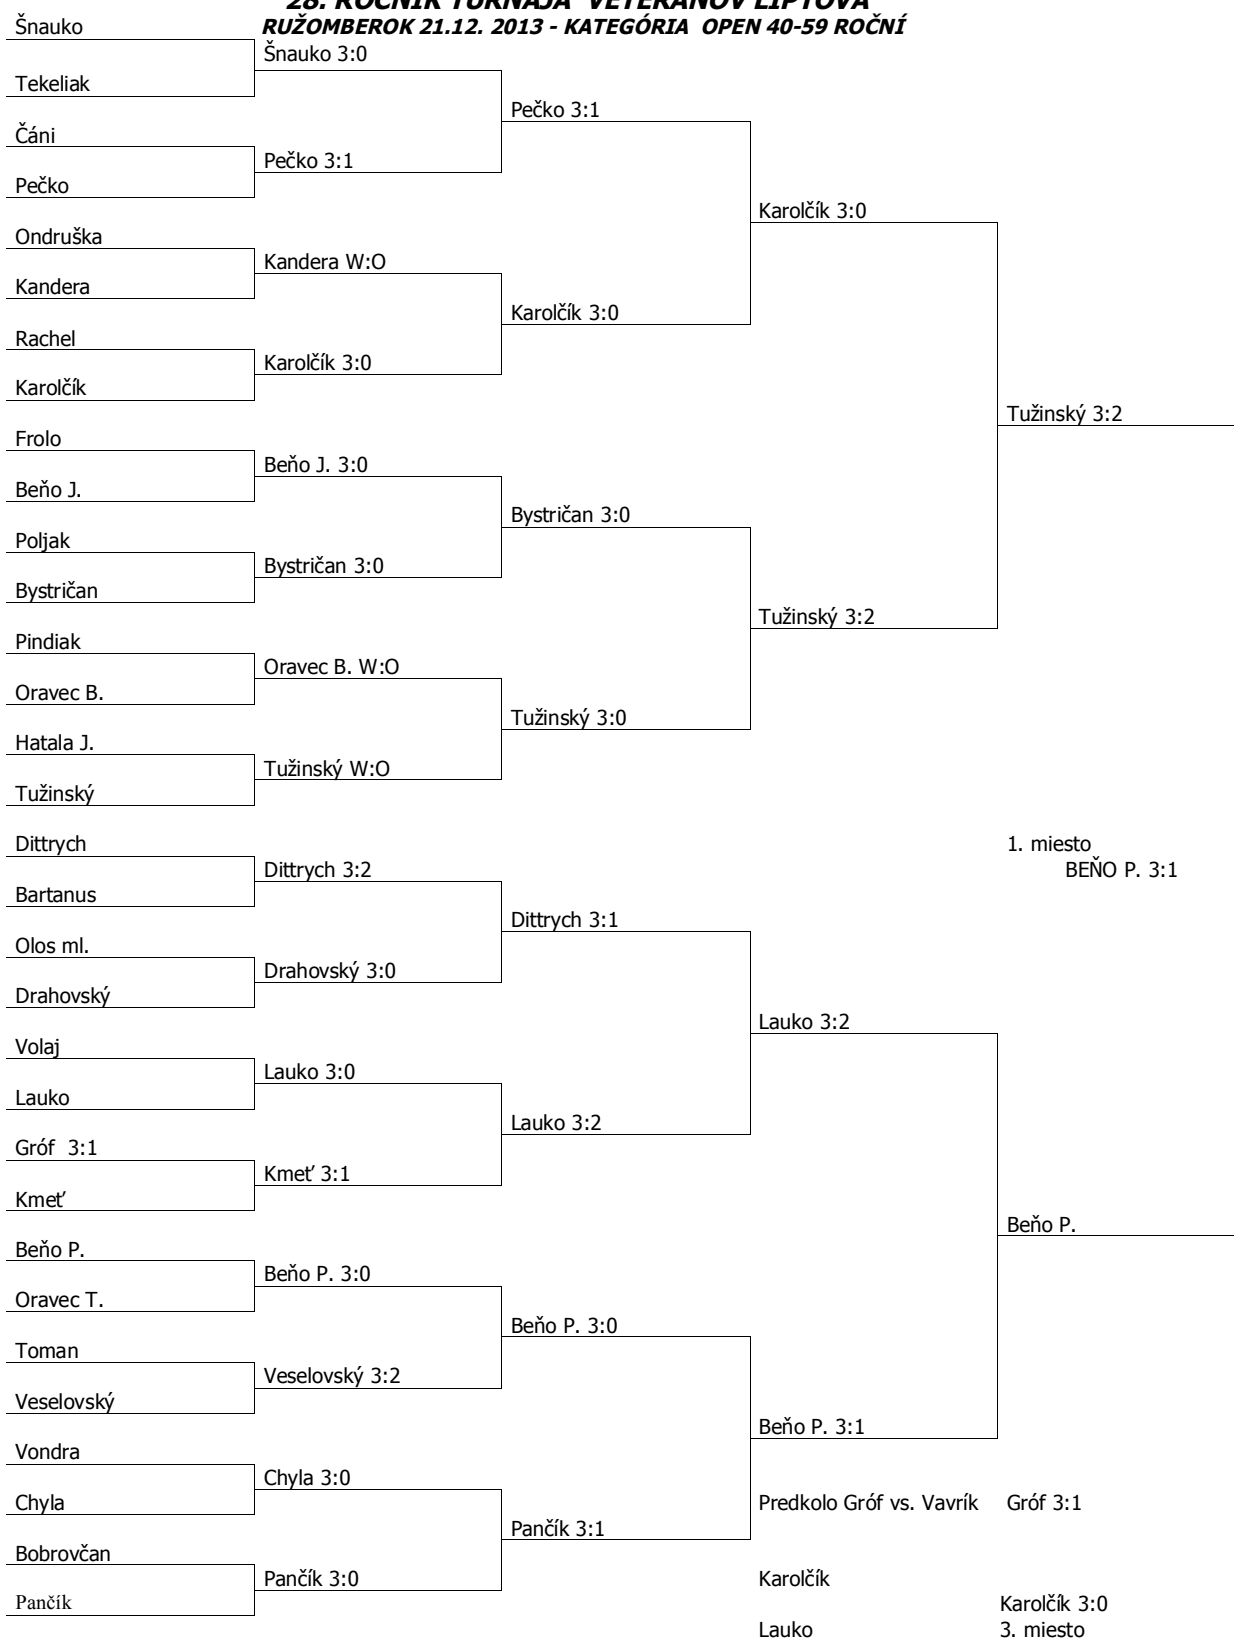 28. ROČNÍK TURNAJA  VETERÁNOV LIPTOVA
RUŽOMBEROK 21.12. 2013 - KATEGÓRIA  OPEN 40-59 ROČNÍ
Šnauko
Šnauko 3:0
Tekeliak
Pečko 3:1
Čáni
Pečko 3:1
Pečko
Karolčík 3:0
Ondruška
Kandera W:O
Kandera
Karolčík 3:0
Rachel
Karolčík 3:0
Karolčík
Tužinský 3:2
Frolo
Beňo J. 3:0
Beňo J.
Bystričan 3:0
Poljak
Bystričan 3:0
Bystričan
Tužinský 3:2
Pindiak
Oravec B. W:O
Oravec B.
Tužinský 3:0
Hatala J.
Tužinský W:O
Tužinský
Dittrych
1. miesto
Dittrych 3:2
BEŇO P. 3:1
Bartanus
Dittrych 3:1
Olos ml.
Drahovský 3:0
Drahovský
Lauko 3:2
Volaj
Lauko 3:0
Lauko
Lauko 3:2
Gróf  3:1
Kmeť 3:1
Kmeť
Beňo P.
Beňo P.
Beňo P. 3:0
Oravec T.
Beňo P. 3:0
Toman
Veselovský 3:2
Veselovský
Beňo P. 3:1
Vondra
Chyla 3:0
Chyla
Predkolo Gróf vs. Vavrík
Gróf 3:1
Pančík 3:1
Bobrovčan
Pančík 3:0
Karolčík
Pančík
Karolčík 3:0
Lauko
3. miesto